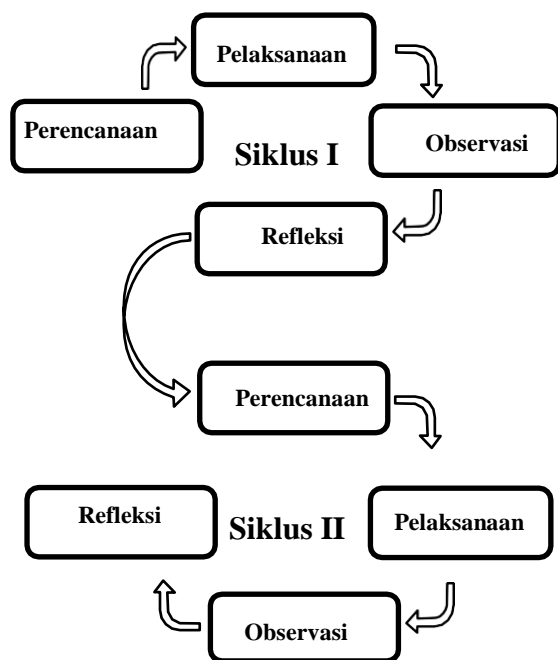 Pelaksanaan
Perencanaan
Siklus I
Observasi
Refleksi
Perencanaan
Refleksi
Siklus II
Pelaksanaan
Observasi